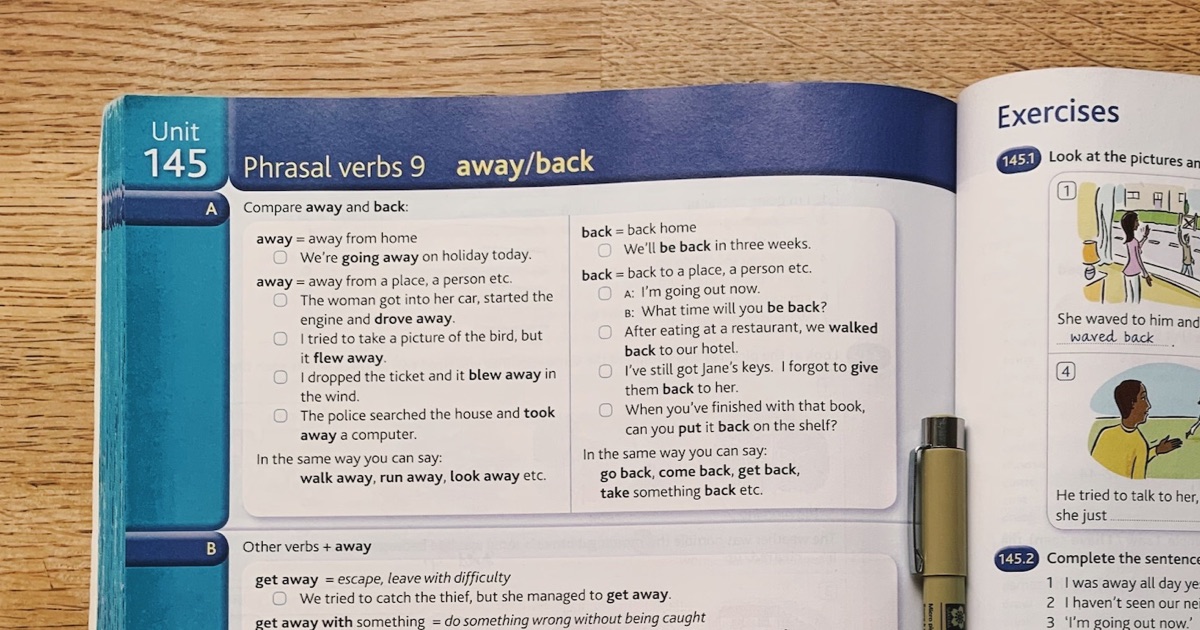 Unit
145
Phrasal verbs 9 away/back
A
Compare away and back:
away = away from home
We're going away on holiday today.
away = away from a place, a person etc.
The woman got into her car, started the
engine and drove away.
I tried to take a picture of the bird, but
it flew away.
I dropped the ticket and it blew away in
the wind.
The police searched the house and took
away a computer.
In the same way you can say:
walk away, run away, look away etc.
back = back home
We'll be back in three weeks.
back = back to a place, a person etc.
A: I'm going out now.
B: What time will you be back?
After eating at a restaurant, we walked
back to our hotel.
I've still got Jane's keys. I forgot to give
them back to her.
When you've finished with that book,
can you put it back on the shelf?
In the same way you can say:
go back, come back, get back,
take something back etc.
B
Other verbs + away
get away = escape, leave with difficulty
We tried to catch the thief, but she managed to get away.
get away with something = do something wrong without being caught
Exercises
145.1 Look at the pictures
1
She waved to him and
waved back .
4
He tried to talk to her,
she just
145.2 Complete the
1 I was away all day
2 I haven't seen our
3 'I'm going out now.'
Micro